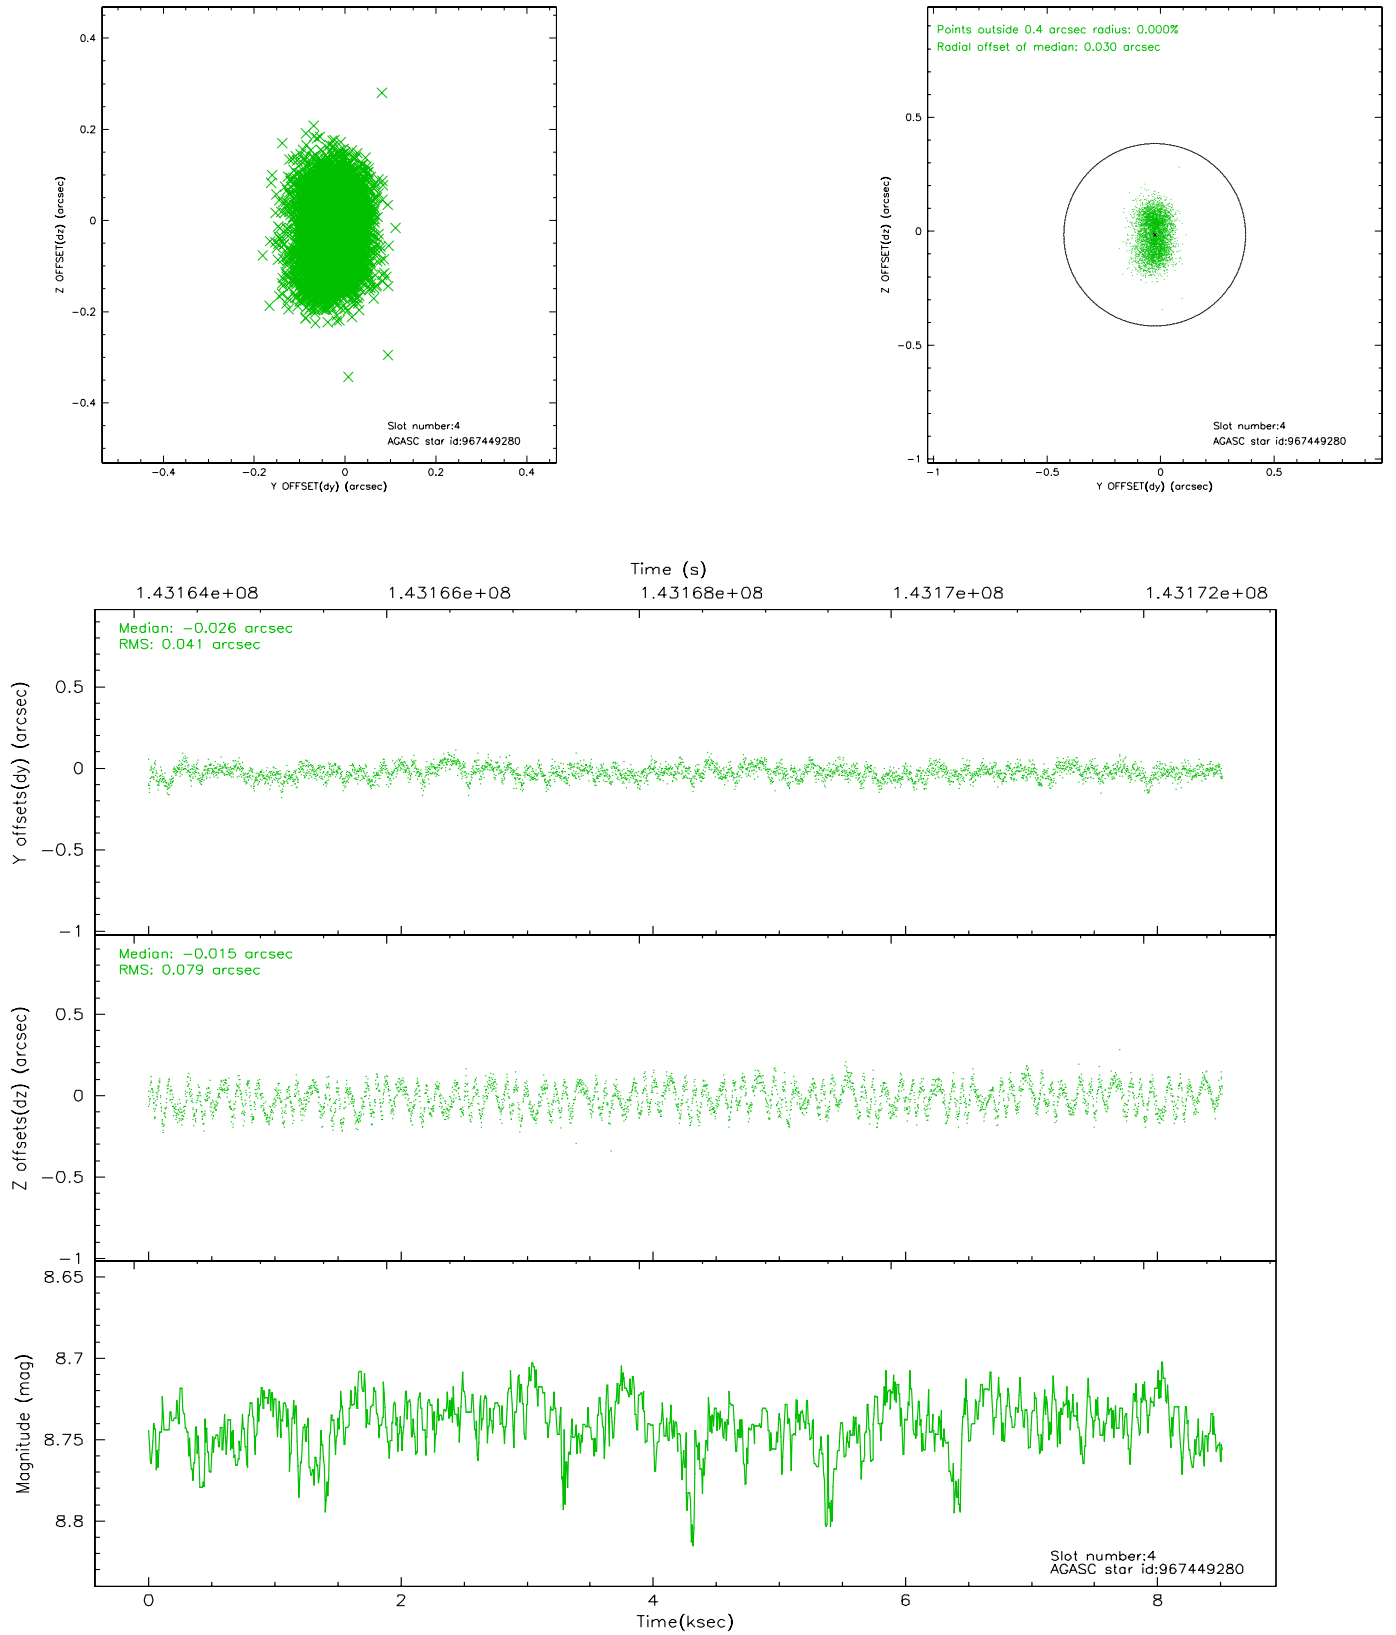 0.4
0.2
0
−0.2
−0.4
Z OFFSET(dz) (arcsec)
Slot number:4
AGASC star id:967449280
−0.4 −0.2 0 0.2 0.4
Y OFFSET(dy) (arcsec)
Points outside 0.4 arcsec radius: 0.000%
Radial offset of median: 0.030 arcsec
0.5
0
−0.5
−1
Z OFFSET(dz) (arcsec)
Slot number:4
AGASC star id:967449280
−1 −0.5 0 0.5
Y OFFSET(dy) (arcsec)
Time (s)
1.43164e+08 1.43166e+08 1.43168e+08 1.4317e+08 1.43172e+08
Median: −0.026 arcsec
RMS: 0.041 arcsec
0.5
0
−0.5
−1
Y offsets(dy) (arcsec)
Median: −0.015 arcsec
RMS: 0.079 arcsec
0.5
0
−0.5
−1
Z offsets(dz) (arcsec)
8.65
8.7
8.75
8.8
Magnitude (mag)
Slot number:4
AGASC star id:967449280
0 2 4 6 8
Time(ksec)